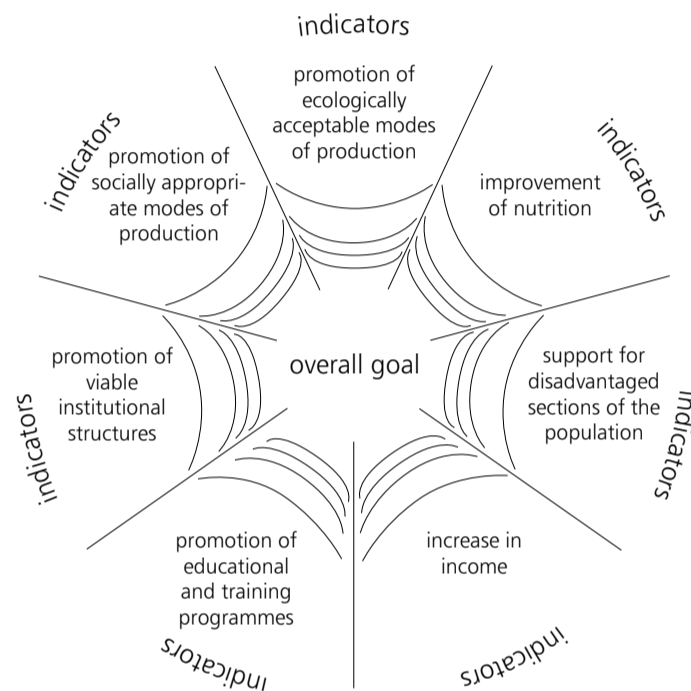 indicators
promotion of
ecologically
acceptable modes
of production
indicators
improvement
of nutrition
indicators
support for
disadvantaged
sections of the
population
indicators
increase in
income
indicators
promotion of
educational
and training
programmes
indicators
promotion of
viable
institutional
structures
indicators
promotion of
socially appropri-
ate modes of
production
overall goal